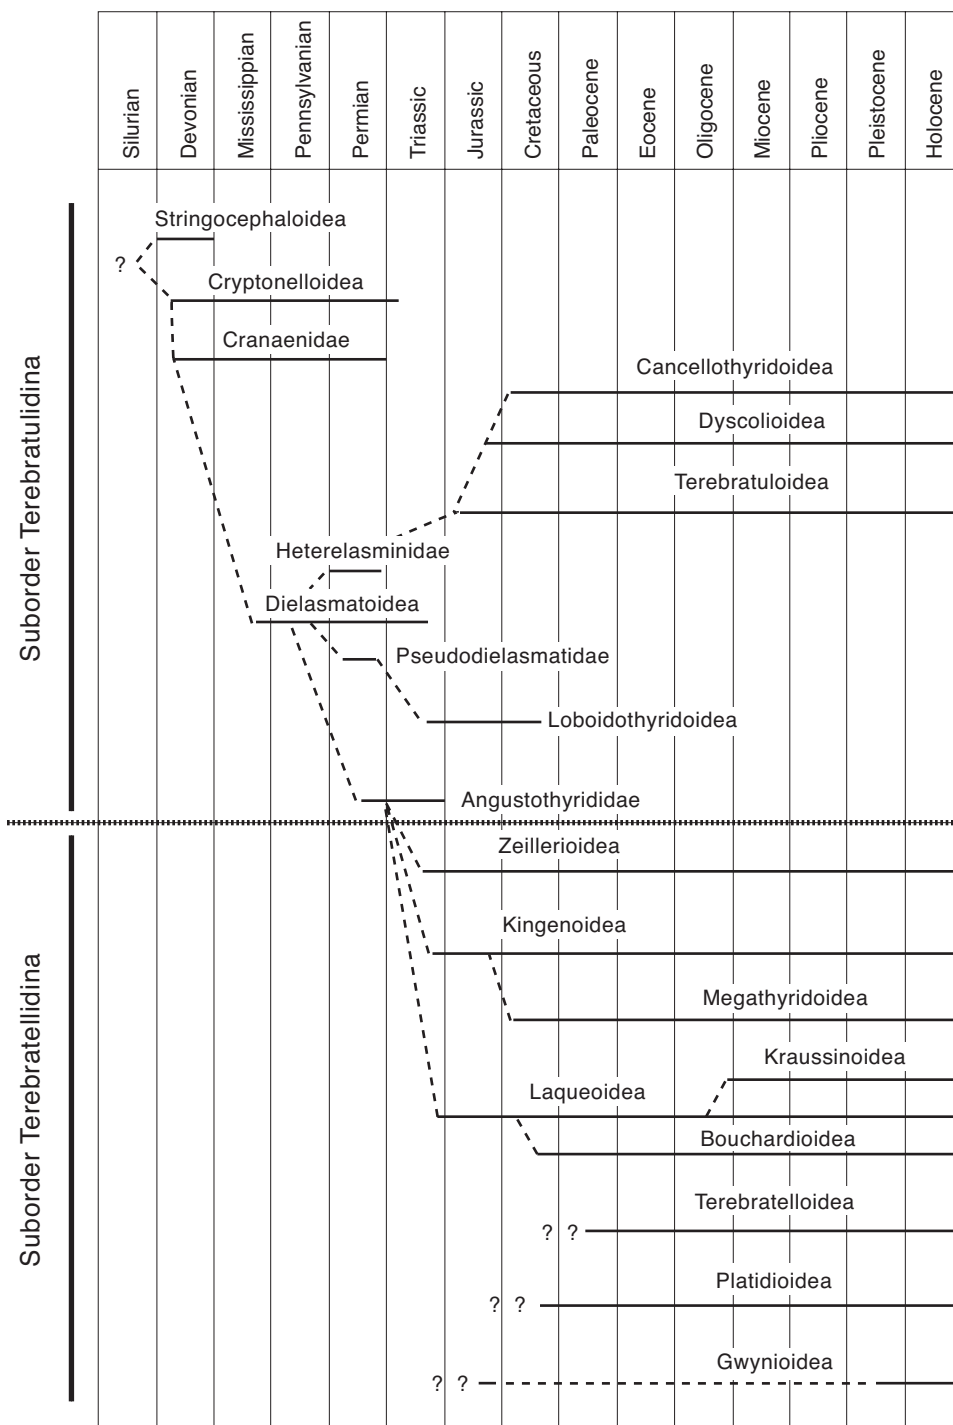 Silurian
Devonian
Mississippian
Pennsylvanian
Permian
Triassic
Jurassic
Cretaceous
Paleocene
Eocene
Oligocene
Miocene
Pliocene
Pleistocene
Holocene
Suborder Terebratulidina
Stringocephaloidea
?
Cryptonelloidea
Cranaenidae
Cancellothyridoidea
Dyscolioidea
Terebratuloidea
Heterelasminidae
Dielasmatoidea
Pseudodielasmatidae
Loboidothyridoidea
Angustothyrididae
Suborder Terebratellidina
Zeillerioidea
Kingenoidea
Megathyridoidea
Kraussinoidea
Laqueoidea
Bouchardioidea
Terebratelloidea
? ?
Platidioidea
? ?
Gwynioidea
? ?